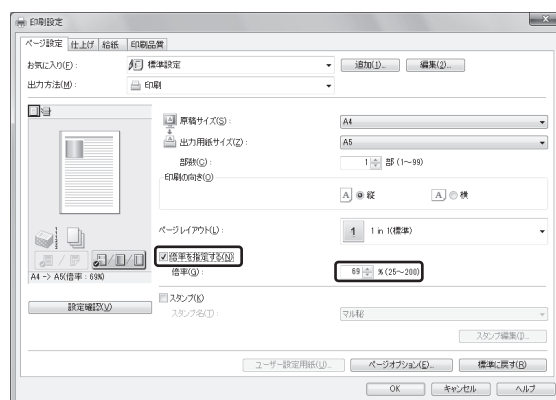 印刷設定
ページ設定 仕上げ 給紙 印刷品質
お気に入り(F): 標準設定 追加(1)... 編集(2)...
出力方法(M): 印刷
原稿サイズ(S): A4
出力用紙サイズ(Z): A5
部数(C): 1 部 (1~99)
印刷の向き(O)
A 縦 A 横
ページレイアウト(L): 1 1 in 1(標準)
倍率を指定する(N)
倍率(G): 69 % (25~200)
A4 -> A5(倍率:69%)
設定確認(V)
スタンプ(K)
スタンプ名(T): マル秘
スタンプ編集(I)...
ユーザー設定用紙(U)... ページオプション(E)... 標準に戻す(R)
OK キャンセル ヘルプ